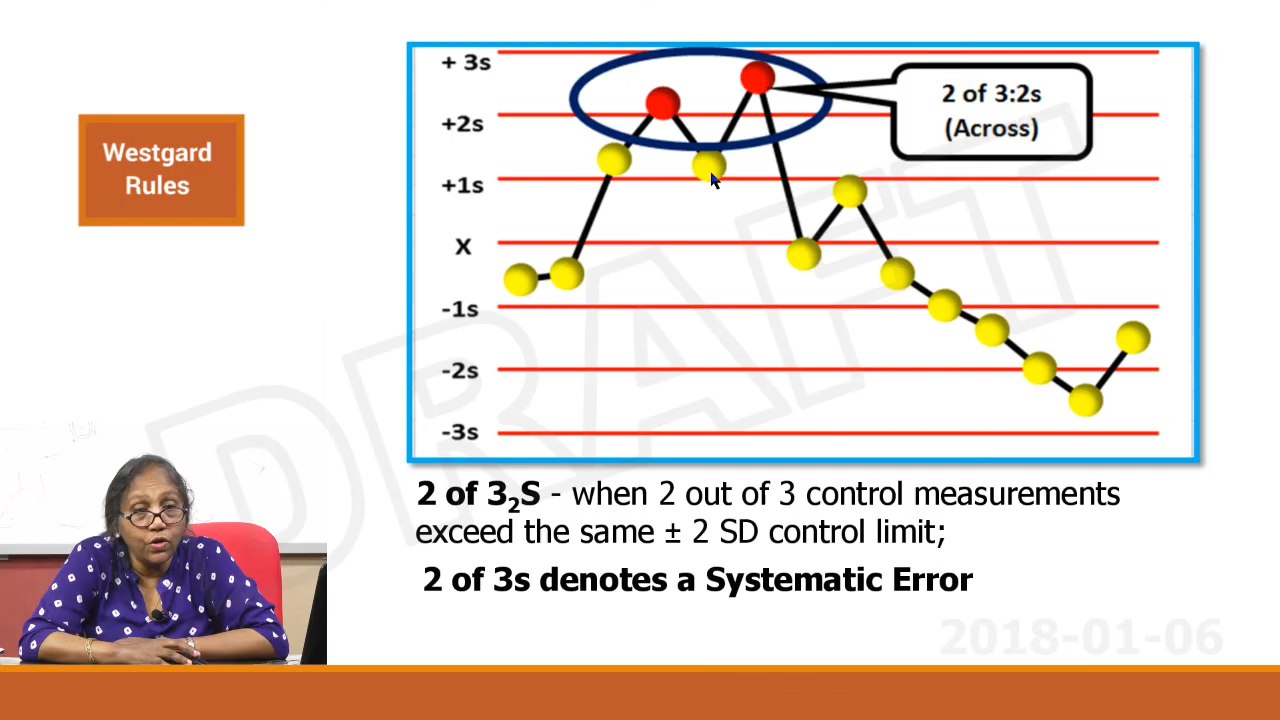 Westgard
Rules
+ 3s
+2s
+1s
X
-1s
-2s
-3s
2 of 3:2s
(Across)
2 of 3₂S - when 2 out of 3 control measurements
exceed the same ± 2 SD control limit;
2 of 3s denotes a Systematic Error
DRAFT
2018-01-06